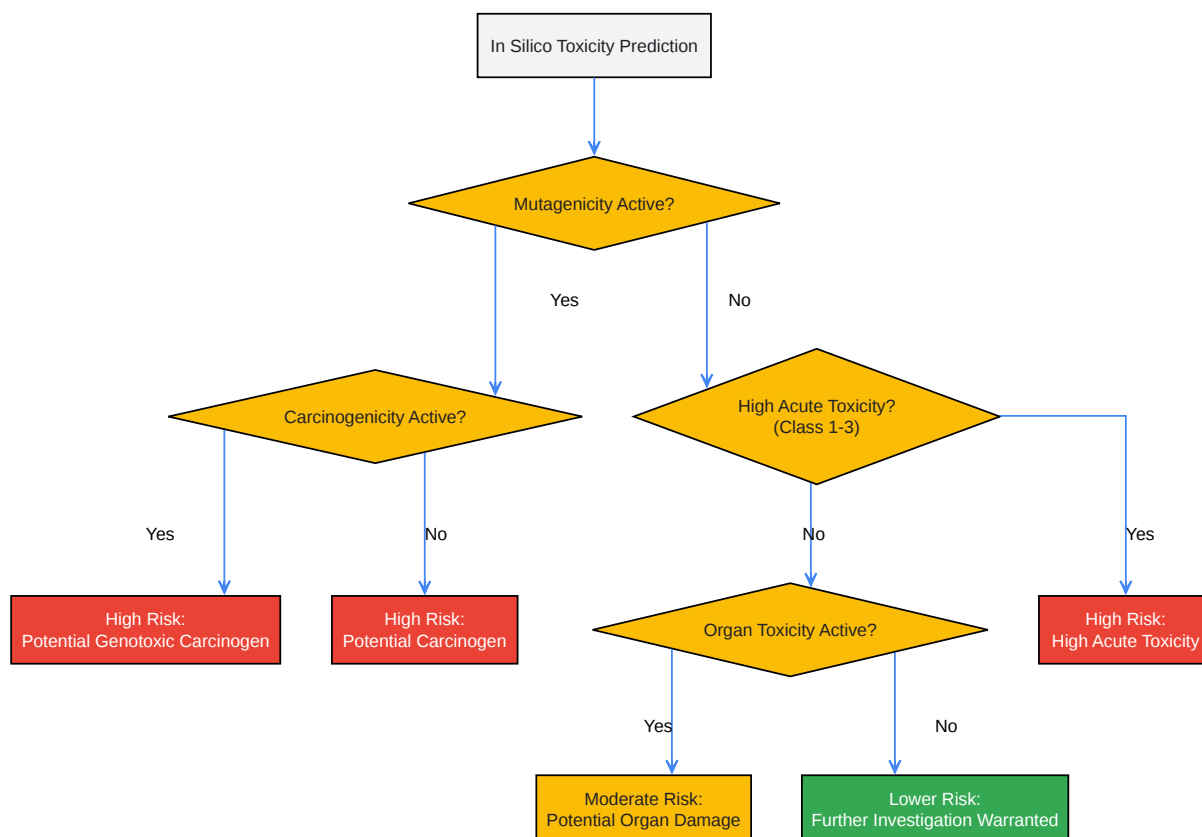 In Silico Toxicity Prediction
Mutagenicity Active?
Yes
No
Carcinogenicity Active?
High Acute Toxicity?
(Class 1-3)
Yes
No
No
Yes
High Risk:
Potential Genotoxic Carcinogen
High Risk:
Potential Carcinogen
Organ Toxicity Active?
High Risk:
High Acute Toxicity
Yes
No
Moderate Risk:
Potential Organ Damage
Lower Risk:
Further Investigation Warranted